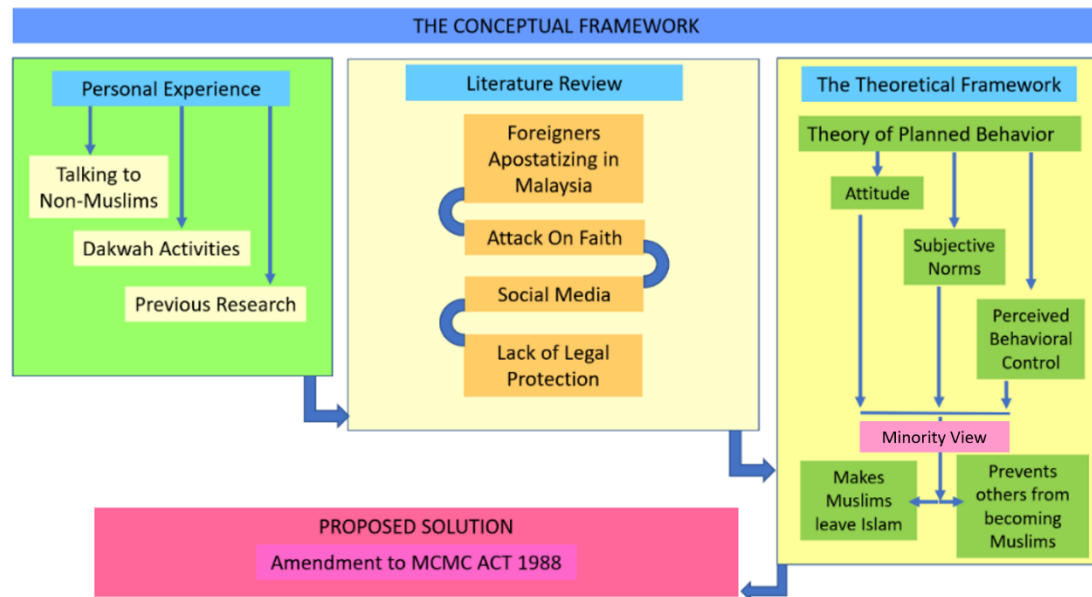 THE CONCEPTUAL FRAMEWORK
Personal Experience
Talking to
Non-Muslims
Dakwah Activities
Previous Research
Literature Review
Foreigners
Apostatizing in
Malaysia
Attack On Faith
Social Media
Lack of Legal
Protection
The Theoretical Framework
Theory of Planned Behavior
Attitude
Subjective
Norms
Perceived
Behavioral
Control
Minority View
Makes
Muslims
leave Islam
Prevents
others from
becoming
Muslims
PROPOSED SOLUTION
Amendment to MCMC ACT 1988